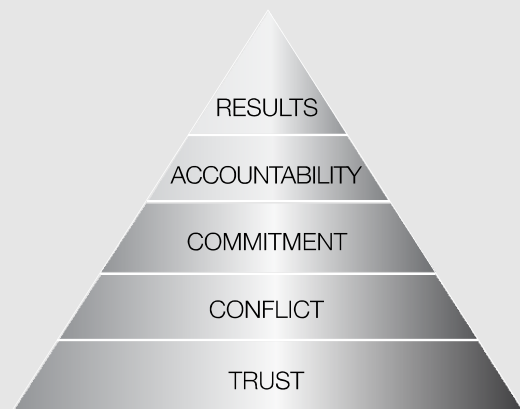 RESULTS
ACCOUNTABILITY
COMMITMENT
CONFLICT
TRUST